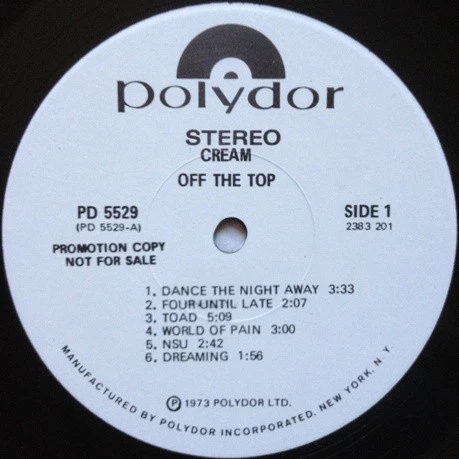 polydor
STEREO
CREAM
OFF THE TOP
PD 5529
(PD 5529-A)
PROMOTION COPY
NOT FOR SALE
SIDE 1
2383 201
1. DANCE THE NIGHT AWAY 3:33
2. FOUR UNTIL LATE 2:07
3. TOAD 5:09
4. WORLD OF PAIN 3:00
5. NSU 2:42
6. DREAMING 1:56
Ⓟ 1973 POLYDOR LTD.
MANUFACTURED BY POLYDOR INCORPORATED, NEW YORK, N.Y.